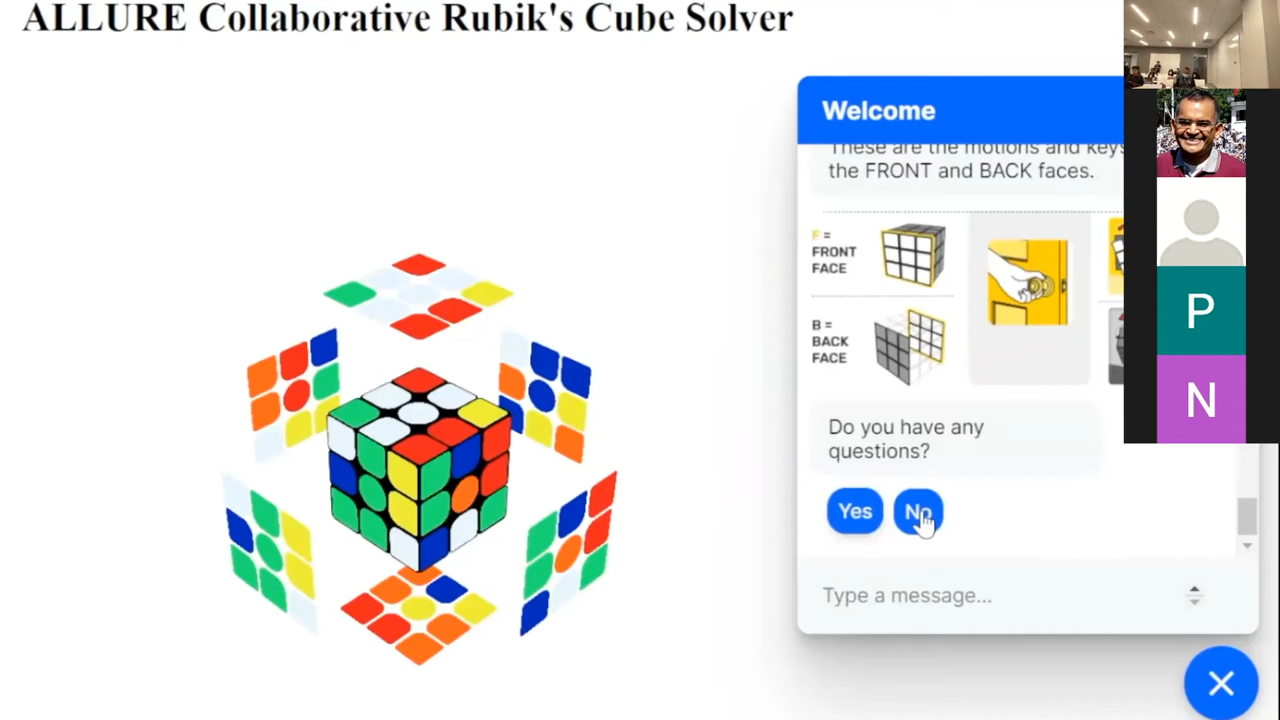 ALLURE Collaborative Rubik's Cube Solver
Welcome
These are the motions and keys
the FRONT and BACK faces.
F =
FRONT
FACE
B =
BACK
FACE
Do you have any
questions?
Yes
No
Type a message...
P
N